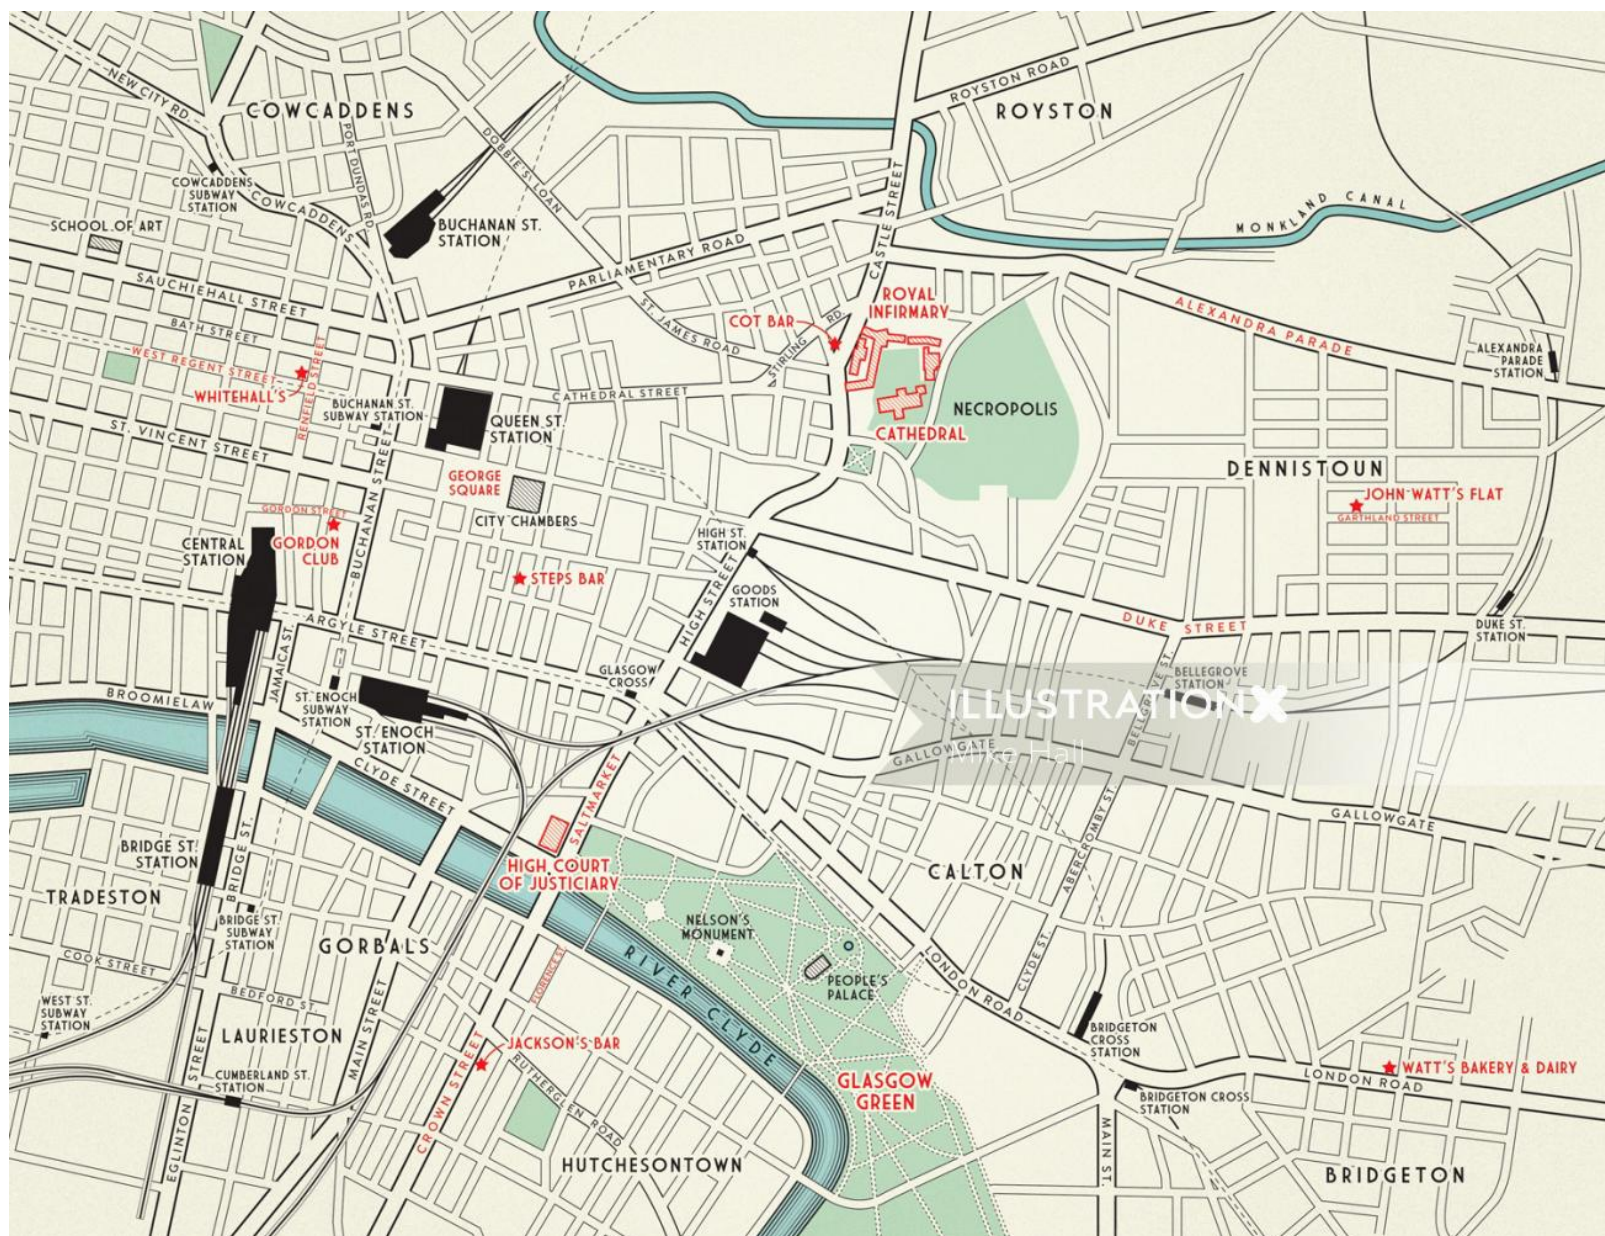 NEW CITY RD.
COWCADDENS
PORT DUNDAS RD.
DOBBIES' LOAN
ROYSTON ROAD
ROYSTON
COWCADDENS
SUBWAY
STATION
COWCADDENS
SCHOOL OF ART
BUCHANAN ST.
STATION
CASTLE STREET
MONKLAND CANAL
PARLIAMENTARY ROAD
SAUCHIEHALL STREET
BATH STREET
WEST REGENT STREET
RENFIELD STREET
WHITEHALL'S
ST. JAMES ROAD
COT BAR
STIRLING RD.
ROYAL
INFIRMARY
ALEXANDRA PARADE
ALEXANDRA
PARADE
STATION
CATHEDRAL STREET
BUCHANAN ST.
SUBWAY STATION
QUEEN ST.
STATION
NECROPOLIS
CATHEDRAL
ST. VINCENT STREET
BUCHANAN STREET
GEORGE
SQUARE
CITY CHAMBERS
DENNISTOUN
JOHN WATT'S FLAT
GARTHLAND STREET
GORDON STREET
GORDON
CLUB
CENTRAL
STATION
HIGH ST.
STATION
STEPS BAR
HIGH STREET
GOODS
STATION
DUKE STREET
DUKE ST.
STATION
ARGYLE STREET
JAMAICA ST.
GLASGOW
CROSS
BELLEGROVE
STATION
BELLGROVE ST.
BROOMIELAW
ST. ENOCH
SUBWAY
STATION
ST. ENOCH
STATION
ILLUSTRATIONX
Mike Hall
GALLOWGATE
CLYDE STREET
SALTMARKET
GALLOWGATE
ABERCROMBY ST.
BRIDGE ST.
STATION
BRIDGE ST.
HIGH COURT
OF JUSTICIARY
CALTON
TRADESTON
BRIDGE ST.
SUBWAY
STATION
GORBALS
NELSON'S
MONUMENT
PEOPLE'S
PALACE
RIVER CLYDE
LONDON ROAD
CLYDE ST.
COOK STREET
BEDFORD ST.
FLORENCE ST.
WEST ST.
SUBWAY
STATION
LAURIESTON
MAIN STREET
JACKSON'S BAR
CROWN STREET
RUTHERGLEN ROAD
CUMBERLAND ST.
STATION
EGLINTON STREET
GLASGOW
GREEN
BRIDGETON
CROSS
STATION
BRIDGETON CROSS
STATION
WATT'S BAKERY & DAIRY
LONDON ROAD
MAIN ST.
HUTCHESONTOWN
BRIDGETON